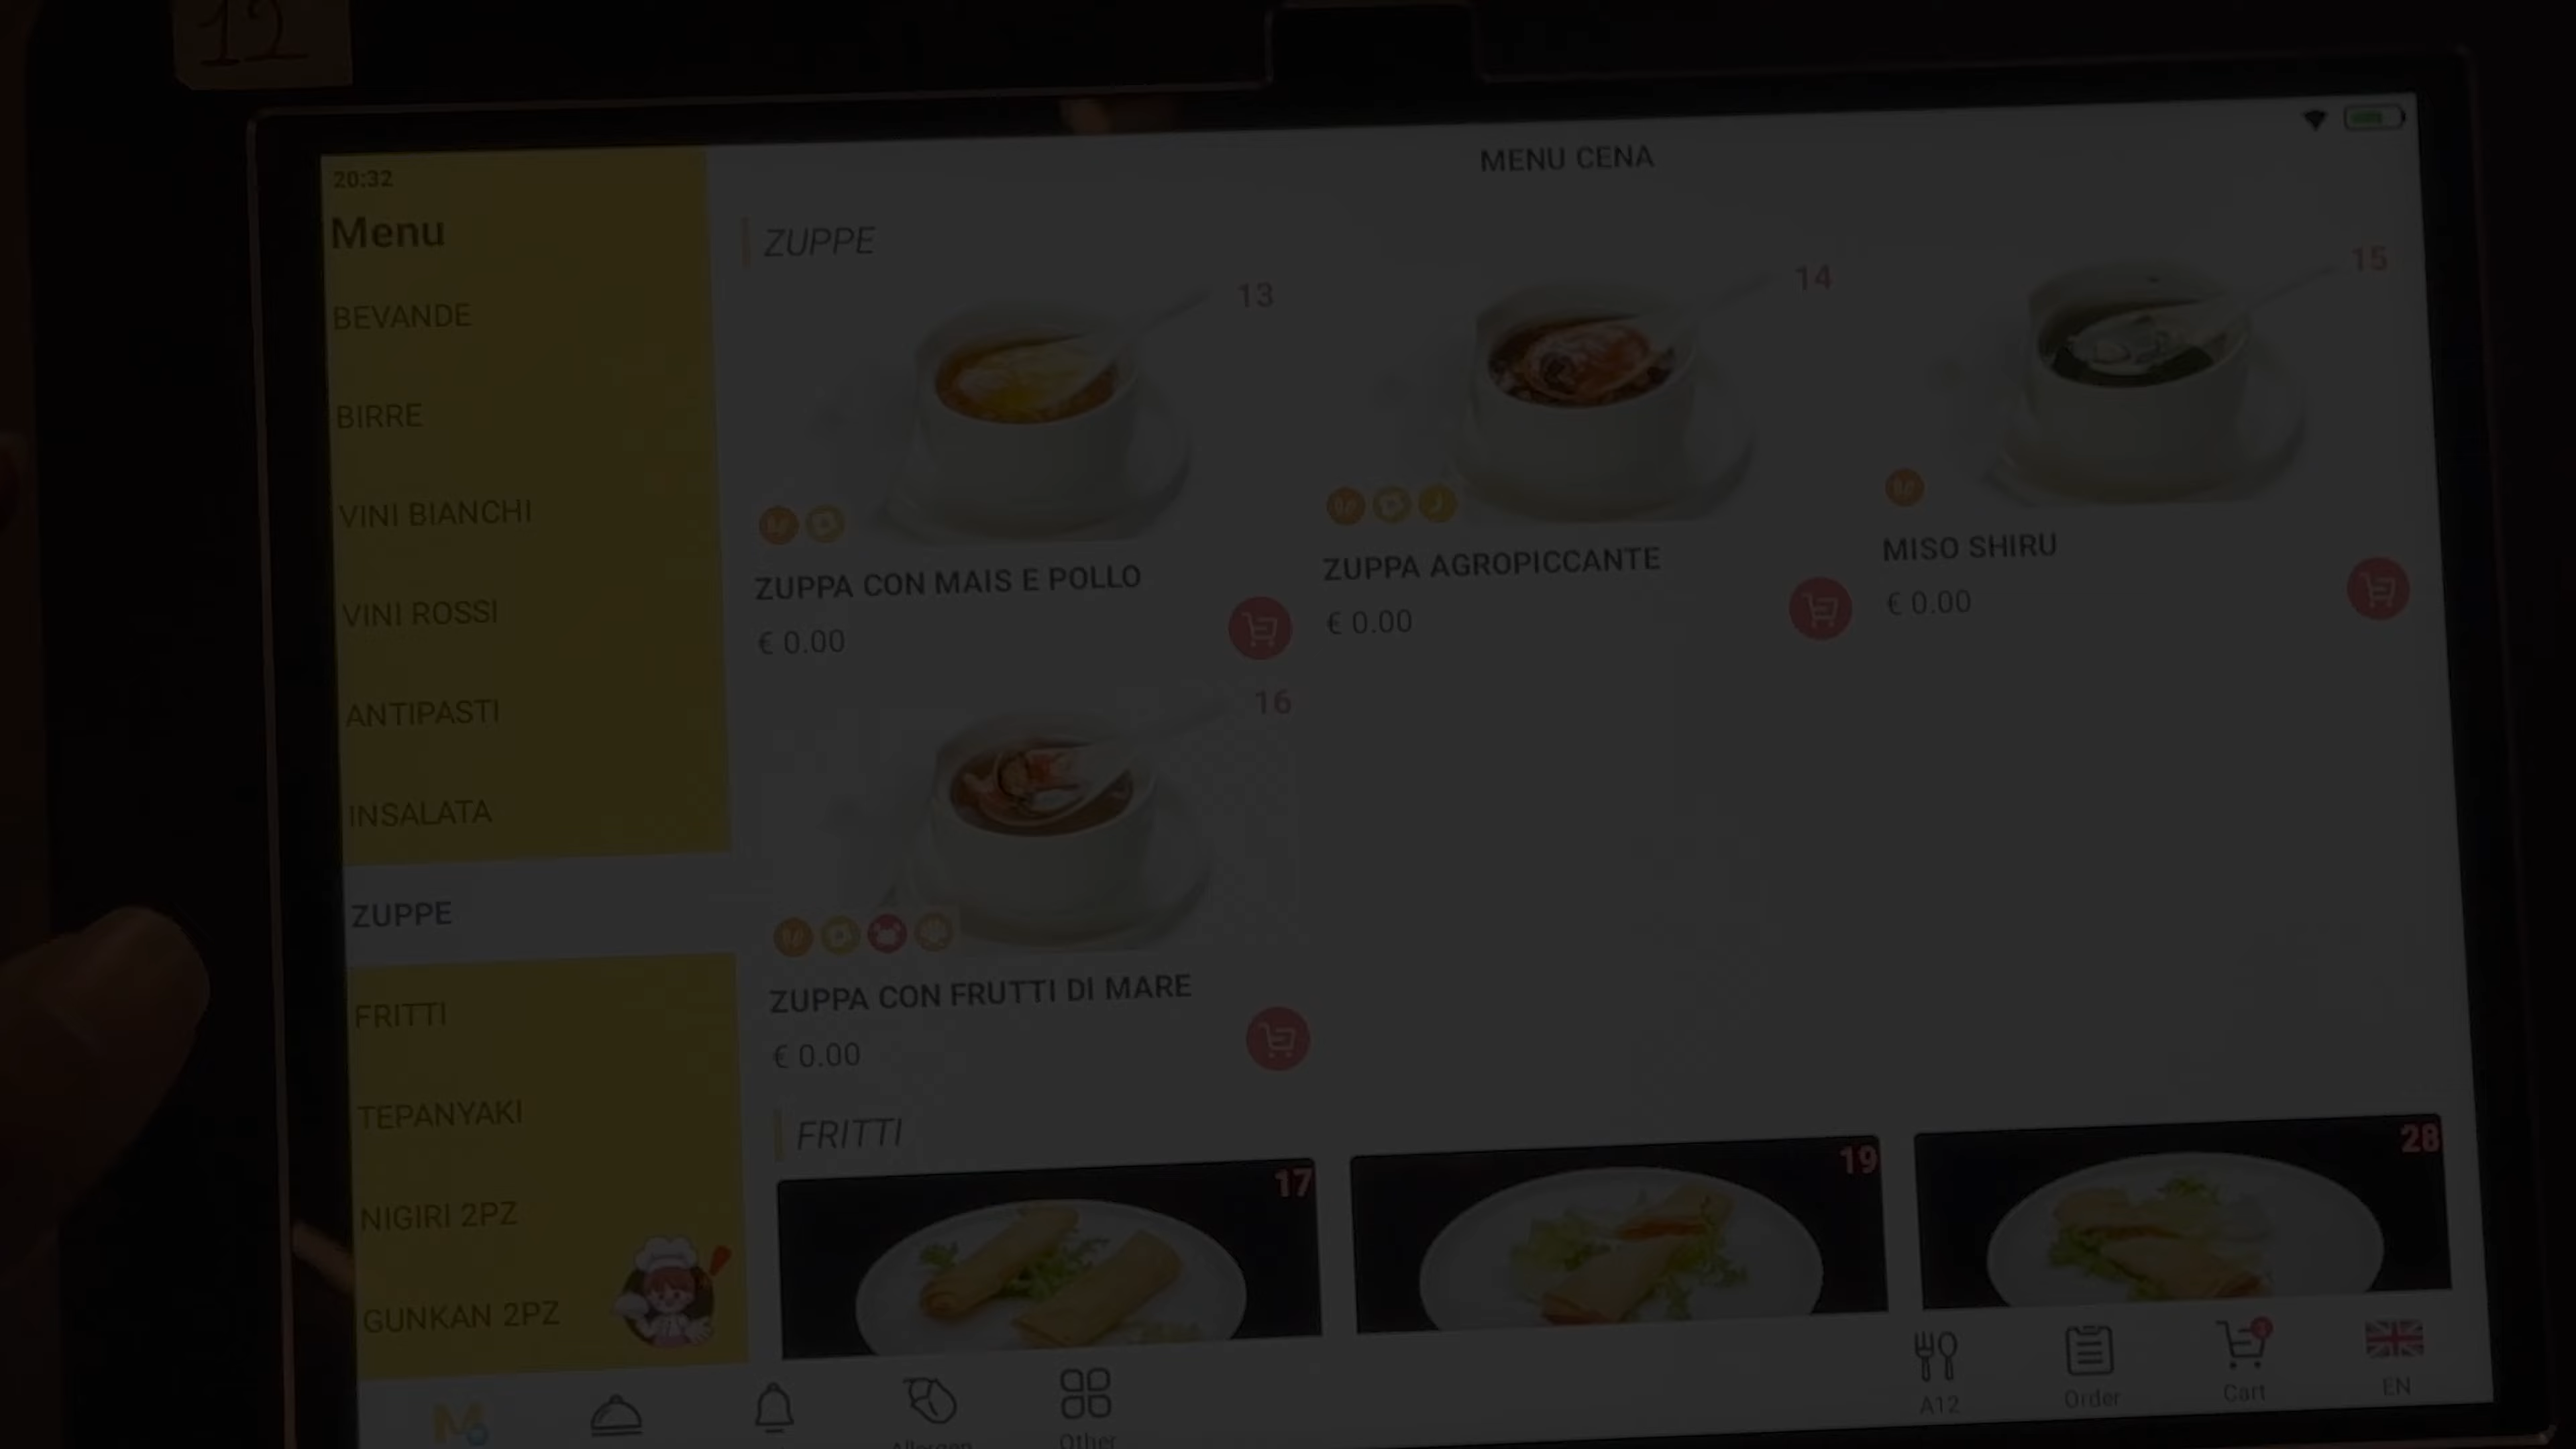 12
20:32
MENU CENA
Menu
BEVANDE
BIRRE
VINI BIANCHI
VINI ROSSI
ANTIPASTI
INSALATA
ZUPPE
FRITTI
TEPANYAKI
NIGIRI 2PZ
GUNKAN 2PZ
ZUPPE
13
14
15
ZUPPA CON MAIS E POLLO
€ 0.00
ZUPPA AGROPICCANTE
€ 0.00
MISO SHIRU
€ 0.00
16
ZUPPA CON FRUTTI DI MARE
€ 0.00
FRITTI
17
19
28
Allergen
Other
A12
Order
Cart
EN